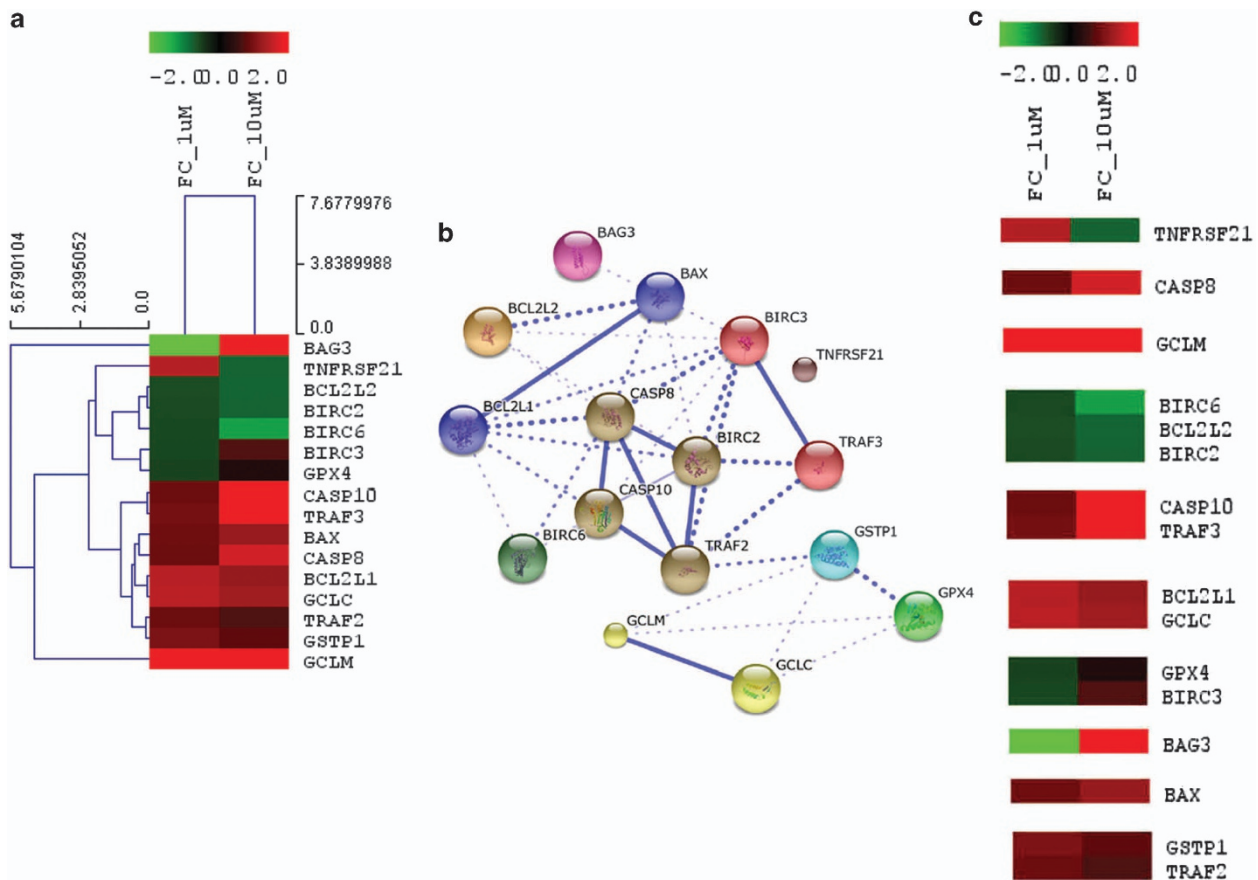 a
-2.0 0.0 2.0
FC_1uM
FC_10uM
7.6779976
3.8389988
0.0
5.6790104
2.8395052
0.0
BAG3
TNFRSF21
BCL2L2
BIRC2
BIRC6
BIRC3
GPX4
CASP10
TRAF3
BAX
CASP8
BCL2L1
GCLC
TRAF2
GSTP1
GCLM
b
BAG3
BAX
BCL2L2
BIRC3
TNFRSF21
CASP8
BCL2L1
BIRC2
TRAF3
CASP10
BIRC6
TRAF2
GSTP1
GPX4
GCLM
GCLC
c
-2.0 0.0 2.0
FC_1uM
FC_10uM
TNFRSF21
CASP8
GCLM
BIRC6
BCL2L2
BIRC2
CASP10
TRAF3
BCL2L1
GCLC
GPX4
BIRC3
BAG3
BAX
GSTP1
TRAF2